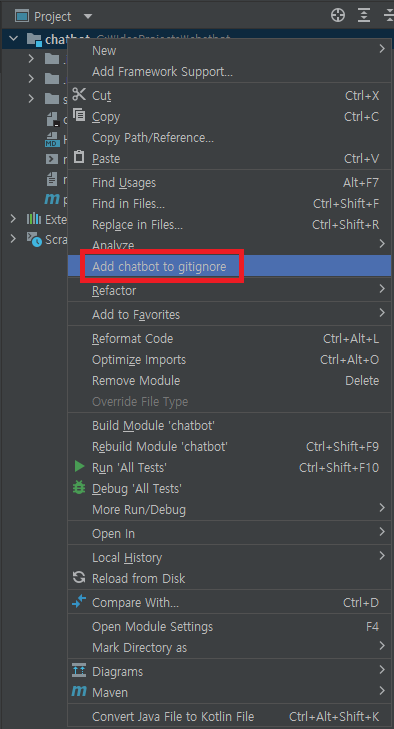 Project
chatbot
New
Add Framework Support...
Cut Ctrl+X
Copy Ctrl+C
Copy Path/Reference...
Paste Ctrl+V
Find Usages Alt+F7
Find in Files... Ctrl+Shift+F
Replace in Files... Ctrl+Shift+R
Analyze
Add chatbot to gitignore
Refactor
Add to Favorites
Reformat Code Ctrl+Alt+L
Optimize Imports Ctrl+Alt+O
Remove Module Delete
Override File Type
Build Module 'chatbot'
Rebuild Module 'chatbot' Ctrl+Shift+F9
Run 'All Tests' Ctrl+Shift+F10
Debug 'All Tests'
More Run/Debug
Open In
Local History
Reload from Disk
Compare With... Ctrl+D
Open Module Settings F4
Mark Directory as
Diagrams
Maven
Convert Java File to Kotlin File Ctrl+Alt+Shift+K